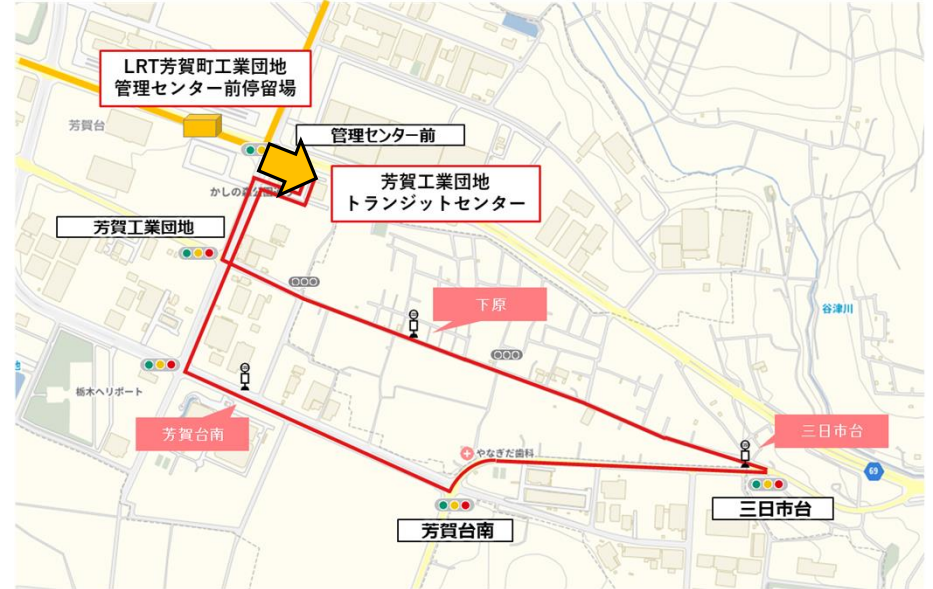 LRT芳賀町工業団地
管理センター前停留場
芳賀台
管理センター前
芳賀工業団地
トランジットセンター
かしの森公園
芳賀工業団地
下原
谷津川
栃木ヘリポート
芳賀台南
三日市台
やなぎだ歯科
69
三日市台
芳賀台南